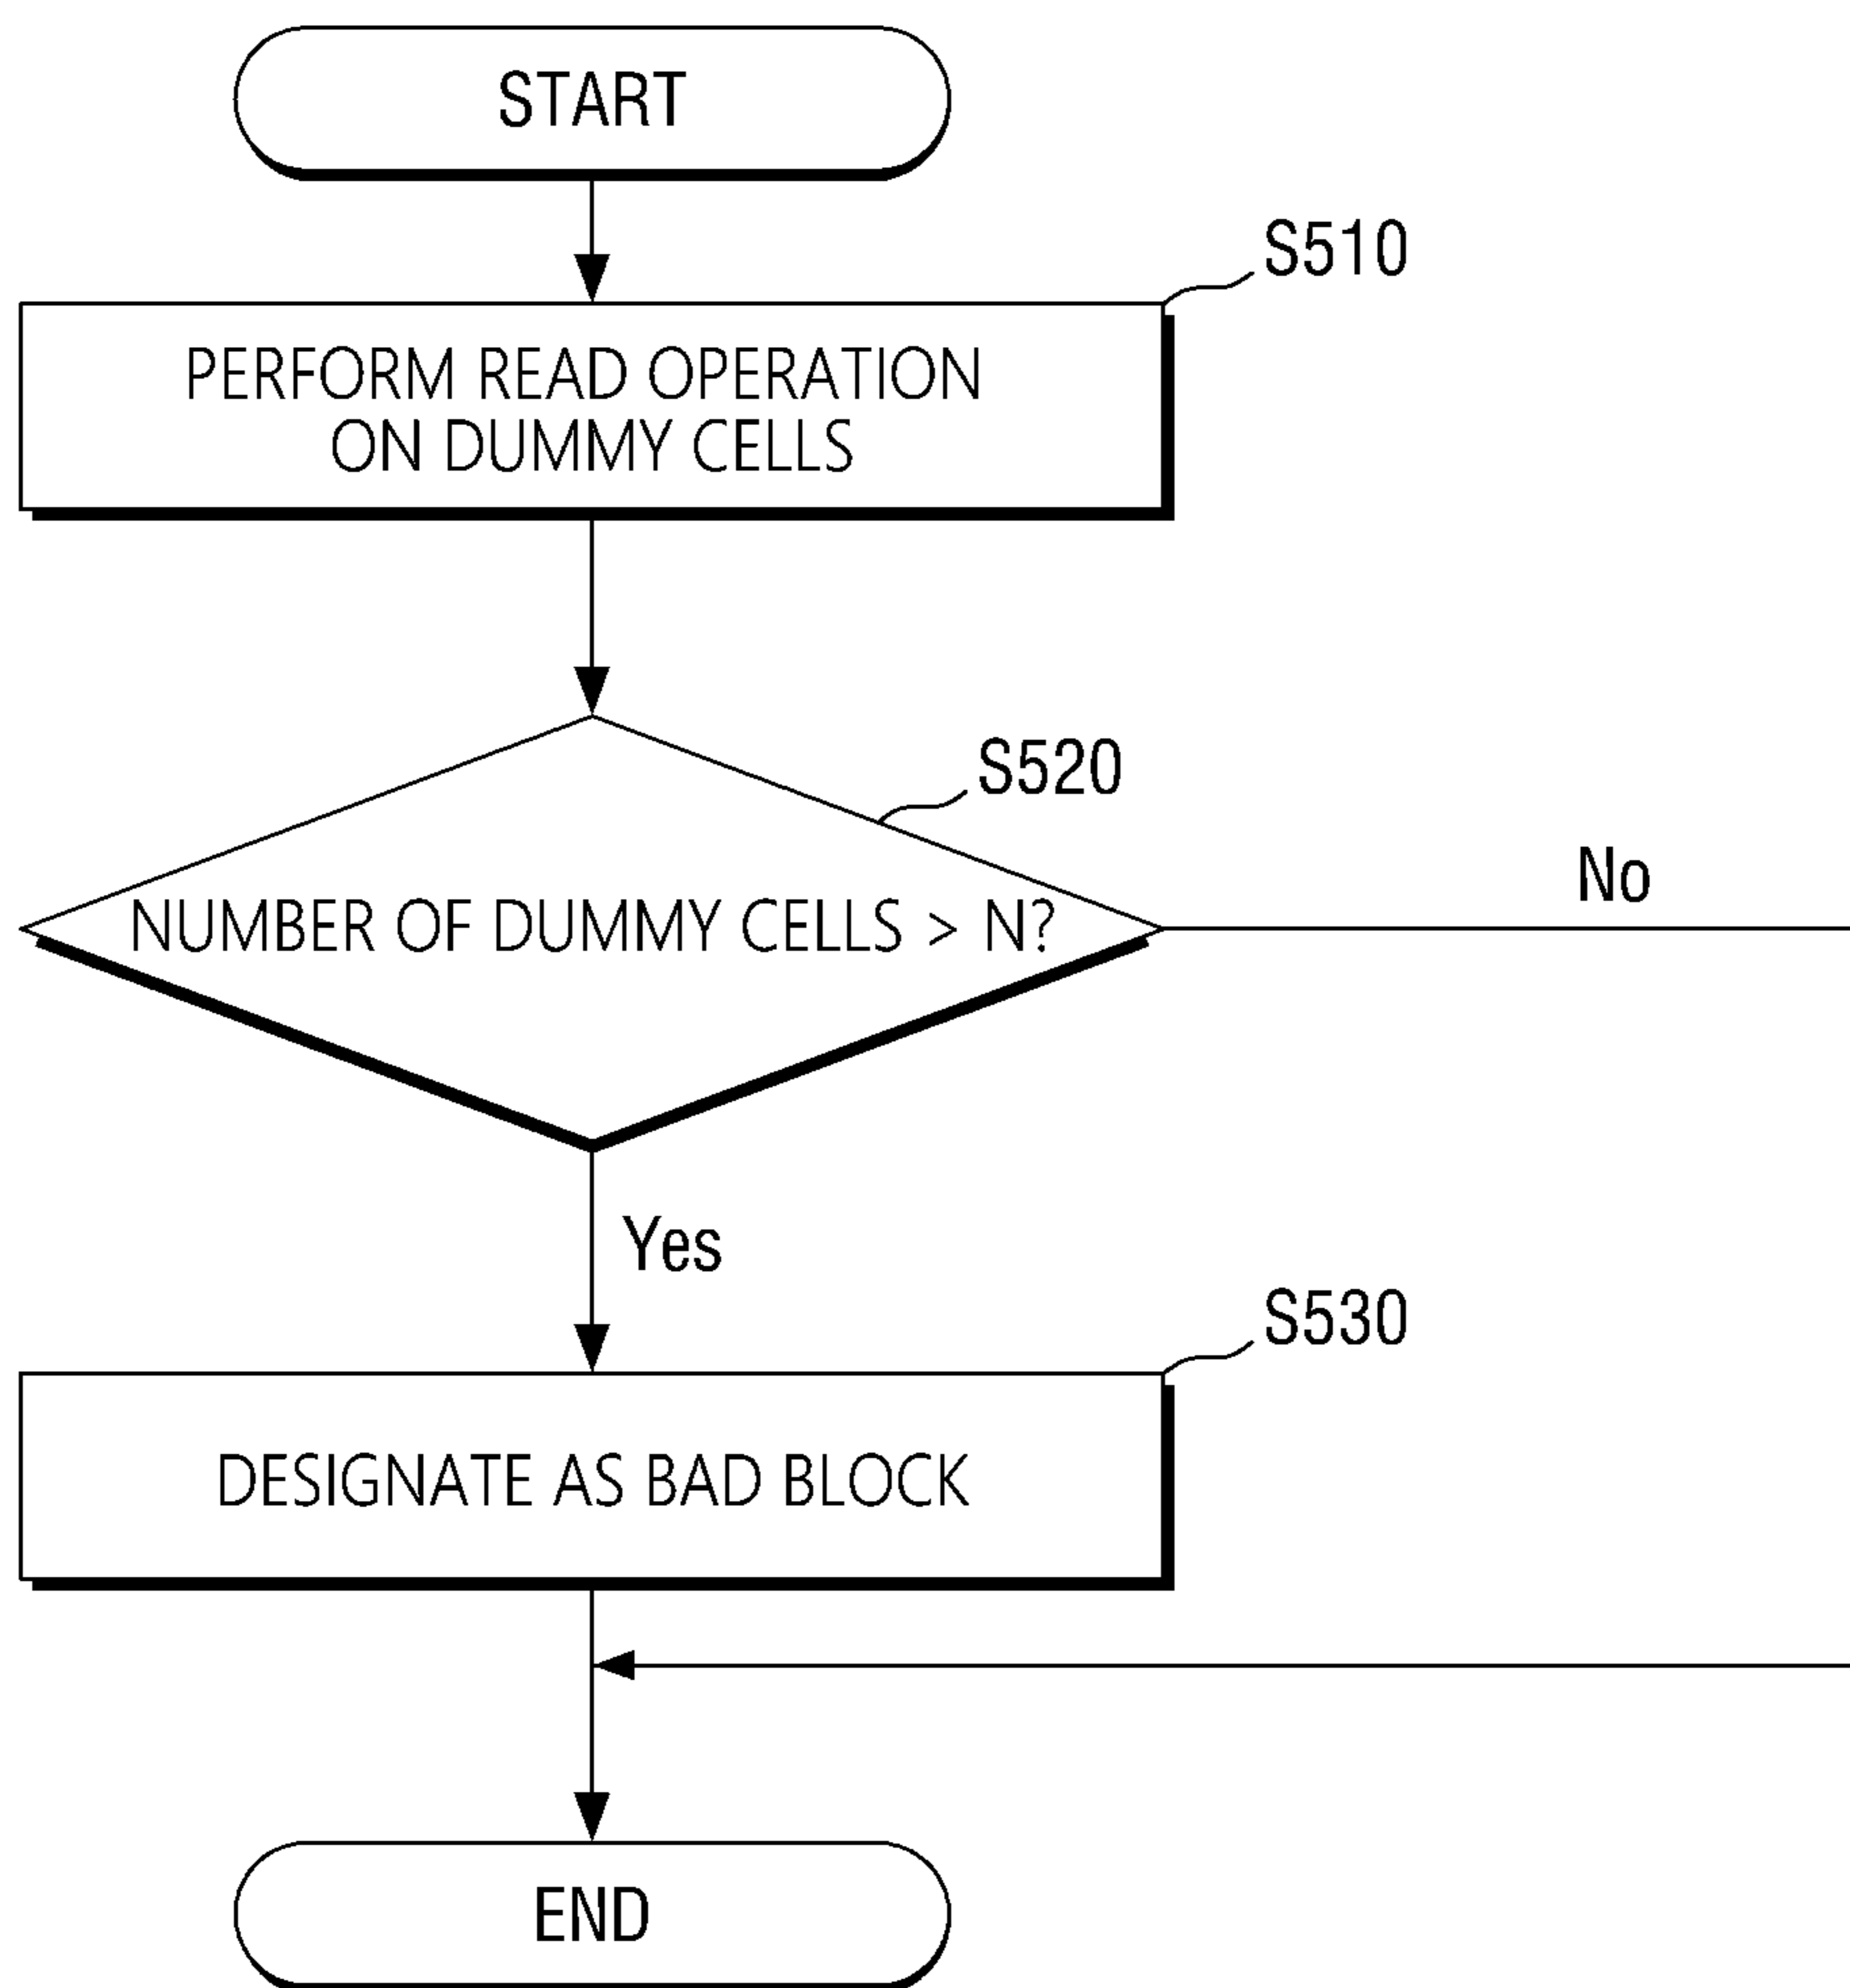 START
S510
PERFORM READ OPERATION
ON DUMMY CELLS
S520
No
NUMBER OF DUMMY CELLS > N?
Yes
S530
DESIGNATE AS BAD BLOCK
END